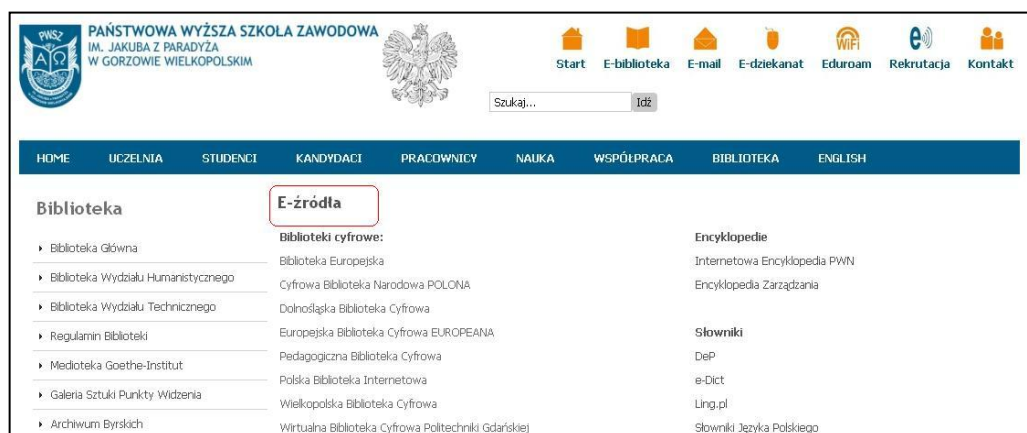 PWSZ
PAŃSTWOWA WYŻSZA SZKOŁA ZAWODOWA
IM. JAKUBA Z PARADYŻA
W GORZOWIE WIELKOPOLSKIM
WiFi
Start E-biblioteka E-mail E-dziekanat Eduroam Rekrutacja Kontakt
Szukaj... Idź
HOME UCZELNIA STUDENCI KANDYDACI PRACOWNICY NAUKA WSPÓŁPRACA BIBLIOTEKA ENGLISH
Biblioteka
Biblioteka Główna
Biblioteka Wydziału Humanistycznego
Biblioteka Wydziału Technicznego
Regulamin Biblioteki
Medioteka Goethe-Institut
Galeria Sztuki Punkty Widzenia
Archiwum Byrskich
E-źródła
Biblioteki cyfrowe:
Biblioteka Europejska
Cyfrowa Biblioteka Narodowa POLONA
Dolnośląska Biblioteka Cyfrowa
Europejska Biblioteka Cyfrowa EUROPEANA
Pedagogiczna Biblioteka Cyfrowa
Polska Biblioteka Internetowa
Wielkopolska Biblioteka Cyfrowa
Wirtualna Biblioteka Cyfrowa Politechniki Gdańskiej
Encyklopedie
Internetowa Encyklopedia PWN
Encyklopedia Zarządzania
Słowniki
DeP
e-Dict
Ling.pl
Słowniki Języka Polskiego